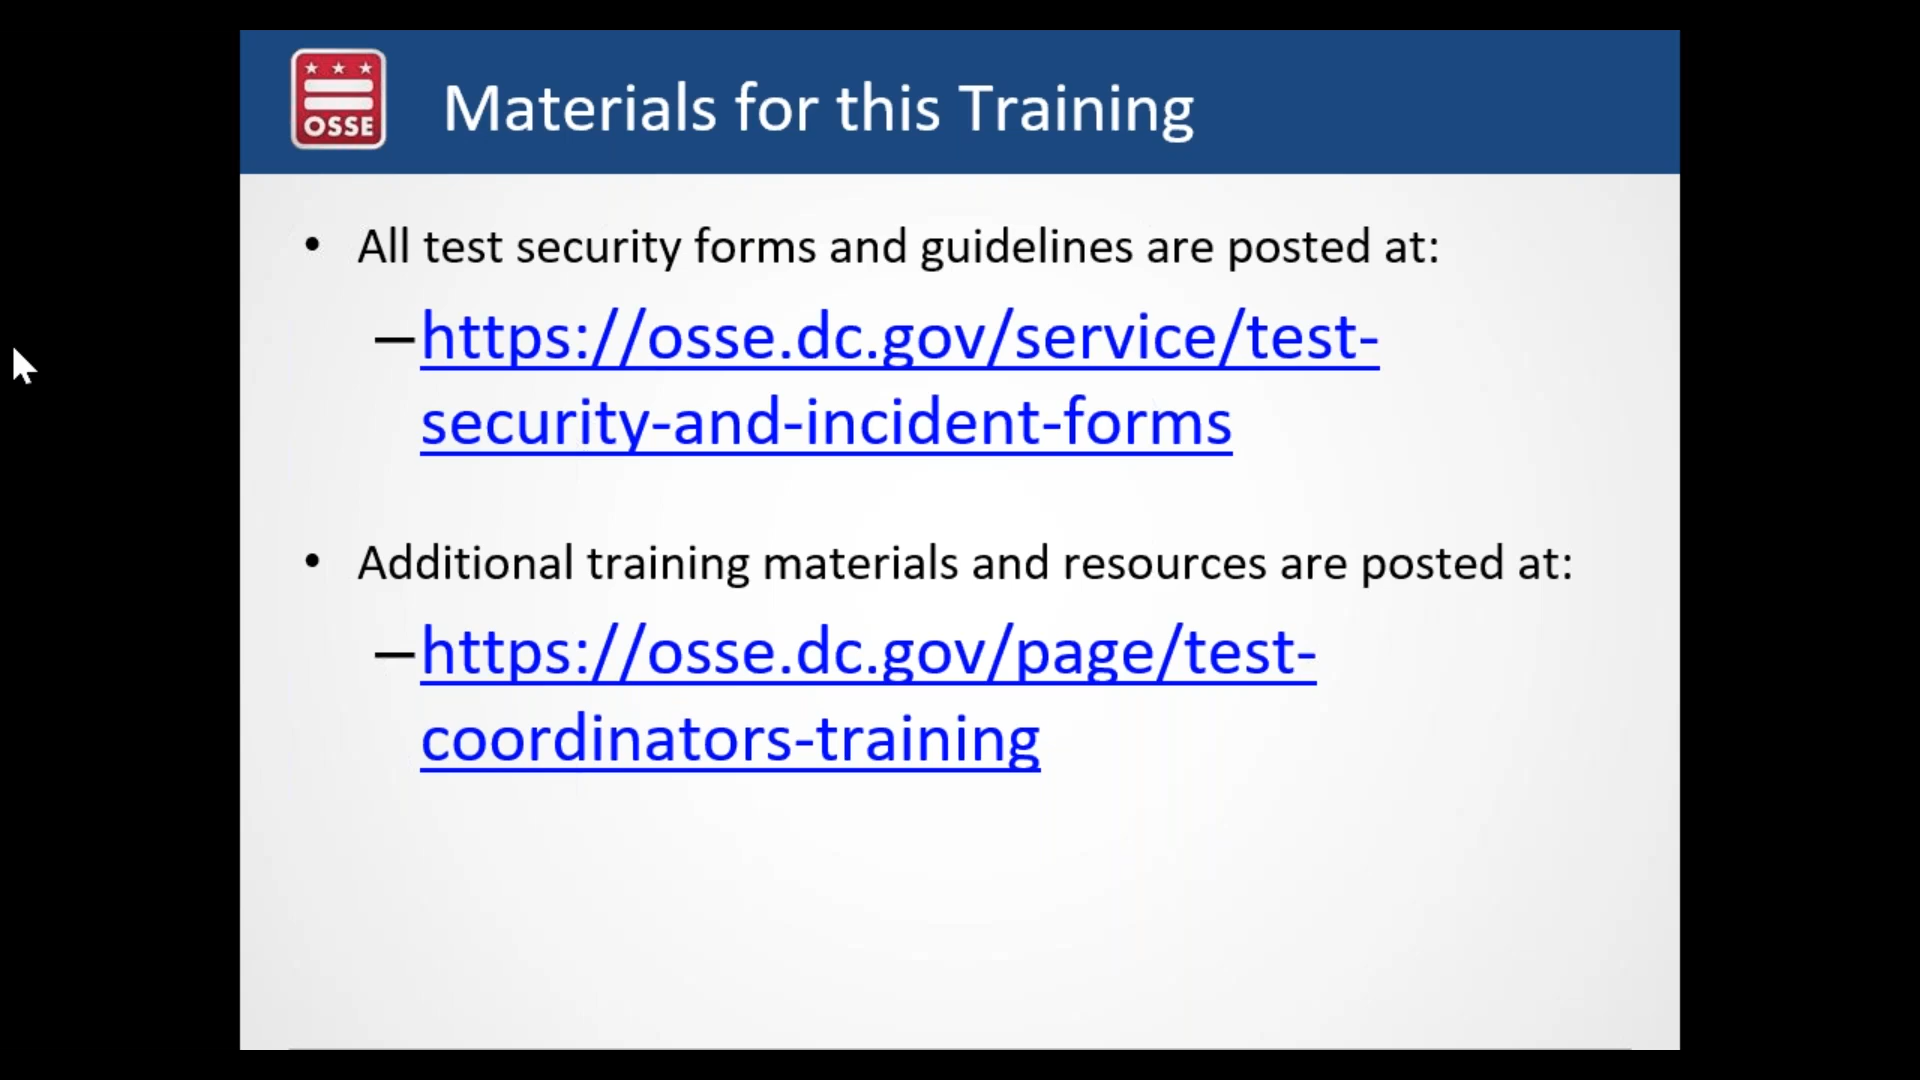 OSSE
Materials for this Training
• All test security forms and guidelines are posted at:
–https://osse.dc.gov/service/test-
security-and-incident-forms
• Additional training materials and resources are posted at:
–https://osse.dc.gov/page/test-
coordinators-training